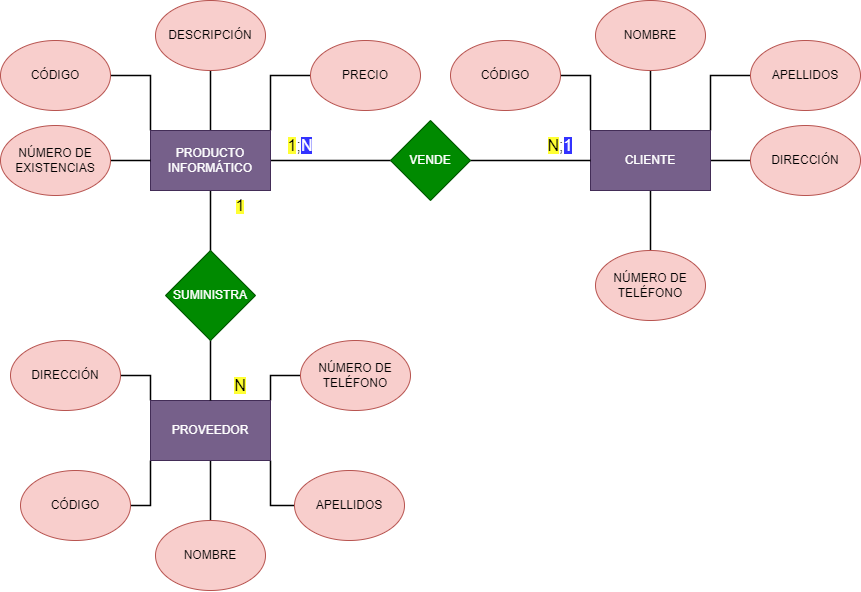 DESCRIPCIÓN
CÓDIGO
PRECIO
NÚMERO DE
EXISTENCIAS
PRODUCTO
INFORMÁTICO
1;N
1
VENDE
N;1
NOMBRE
CÓDIGO
APELLIDOS
CLIENTE
DIRECCIÓN
NÚMERO DE
TELÉFONO
SUMINISTRA
N
DIRECCIÓN
NÚMERO DE
TELÉFONO
PROVEEDOR
CÓDIGO
APELLIDOS
NOMBRE